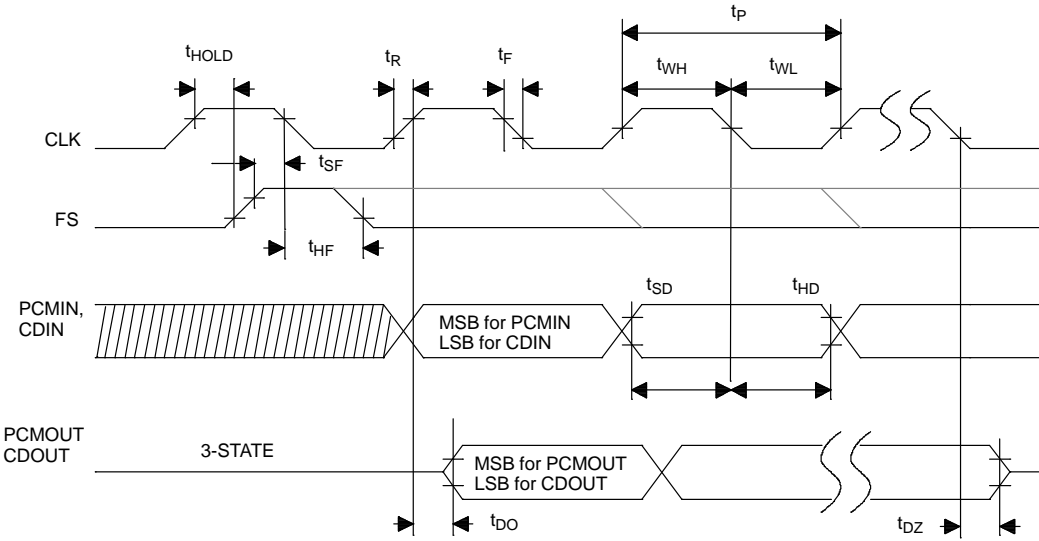 tP
tHOLD
tR
tF
tWH
tWL
CLK
tSF
FS
tHF
tSD
tHD
PCMIN,
CDIN
MSB for PCMIN
LSB for CDIN
PCMOUT
CDOUT
3-STATE
MSB for PCMOUT
LSB for CDOUT
tDO
tDZ